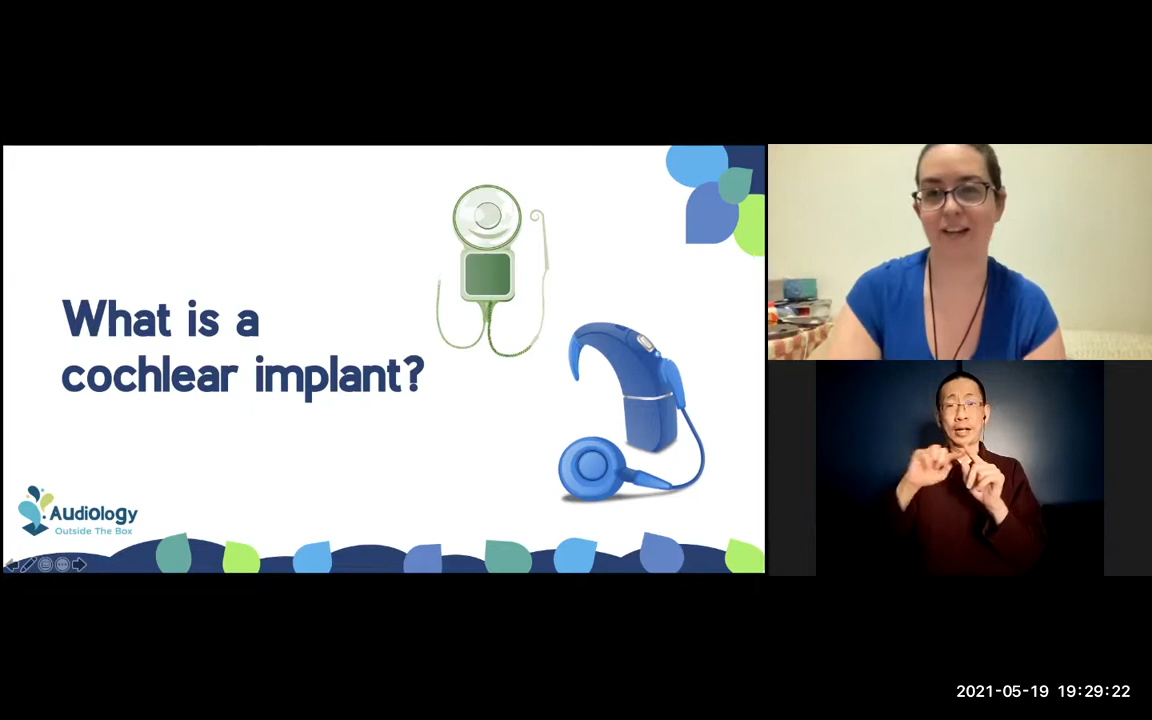 What is a
cochlear implant?
AudiOlogy
Outside The Box
2021-05-19 19:29:22